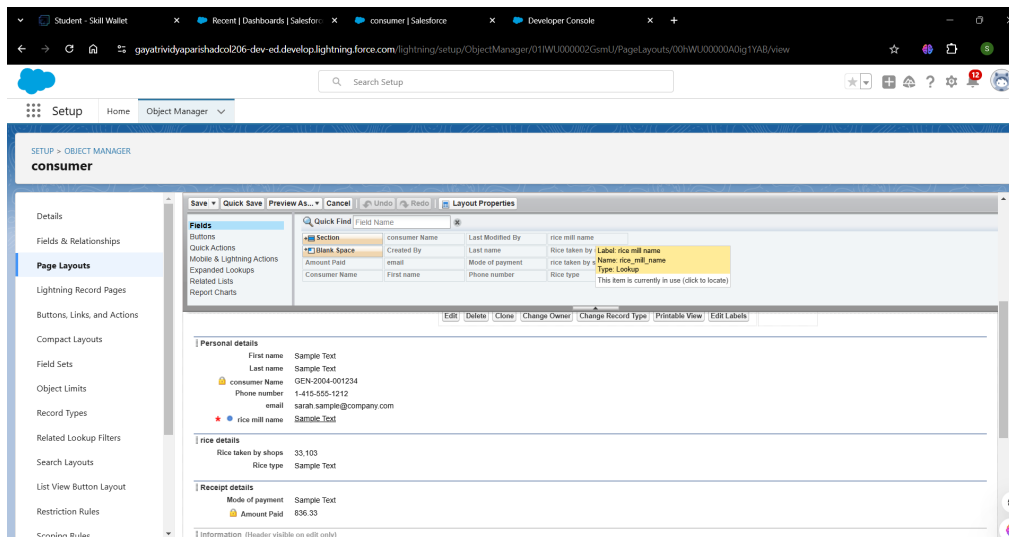 Student - Skill Wallet
Recent | Dashboards | Salesforc
consumer | Salesforce
Developer Console
gayatrividyaparishadcol206-dev-ed.develop.lightning.force.com/lightning/setup/ObjectManager/01IWU000002GsmU/PageLayouts/00hWU00000A0ig1YAB/view
S
Search Setup
12
Setup Home Object Manager
SETUP > OBJECT MANAGER
consumer
Details
Fields & Relationships
Page Layouts
Lightning Record Pages
Buttons, Links, and Actions
Compact Layouts
Field Sets
Object Limits
Record Types
Related Lookup Filters
Search Layouts
List View Button Layout
Restriction Rules
Scoping Rules
Save Quick Save Preview As... Cancel Undo Redo Layout Properties
Fields
Buttons
Quick Actions
Mobile & Lightning Actions
Expanded Lookups
Related Lists
Report Charts
Quick Find Field Name
Section consumer Name Last Modified By rice mill name
Blank Space Created By Last name Rice taken by
Amount Paid email Mode of payment rice taken by s
Consumer Name First name Phone number Rice type
Label: rice mill name
Name: rice_mill_name
Type: Lookup
This item is currently in use (click to locate)
Edit Delete Clone Change Owner Change Record Type Printable View Edit Labels
Personal details
First name Sample Text
Last name Sample Text
consumer Name GEN-2004-001234
Phone number 1-415-555-1212
email sarah.sample@company.com
* rice mill name Sample Text
rice details
Rice taken by shops 33,103
Rice type Sample Text
Receipt details
Mode of payment Sample Text
Amount Paid 836.33
Information (Header visible on edit only)